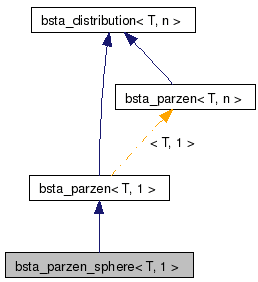 bsta_distribution< T, n >
bsta_parzen< T, n >
< T, 1 >
bsta_parzen< T, 1 >
bsta_parzen_sphere< T, 1 >